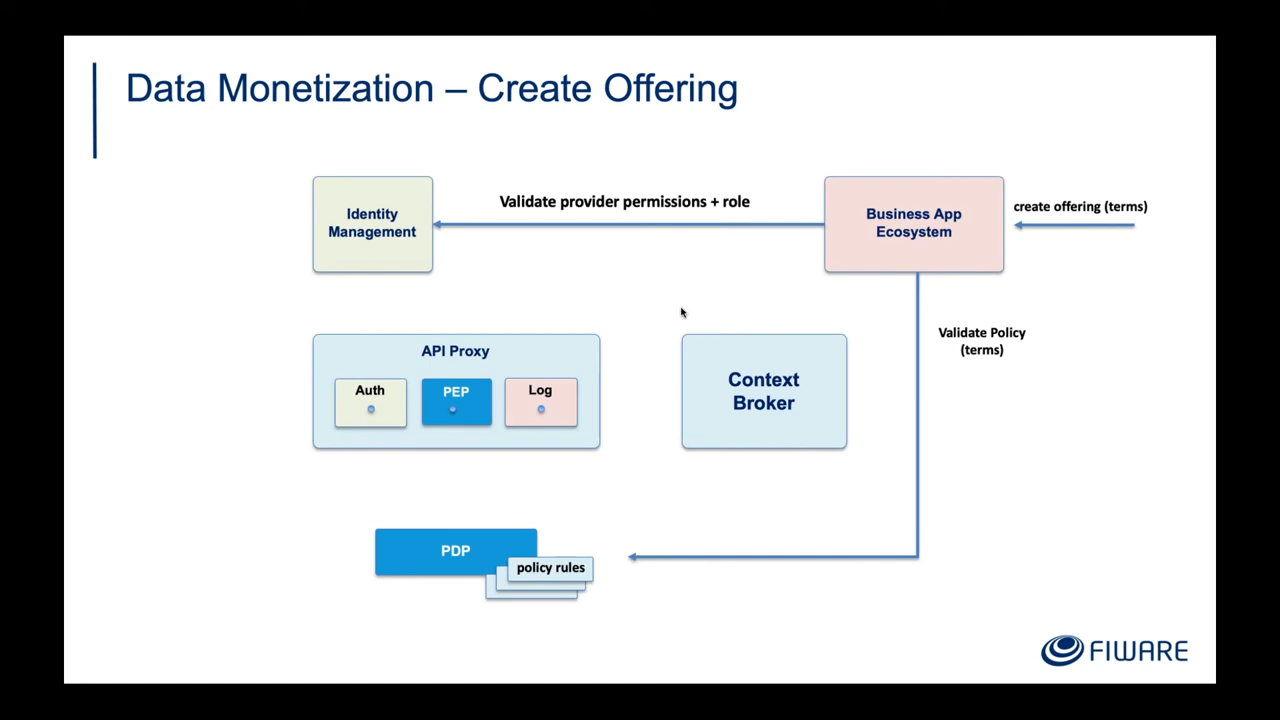 Data Monetization – Create Offering
Identity
Management
Validate provider permissions + role
Business App
Ecosystem
create offering (terms)
Validate Policy
(terms)
API Proxy
Auth
PEP
Log
Context
Broker
PDP
policy rules
FIWARE